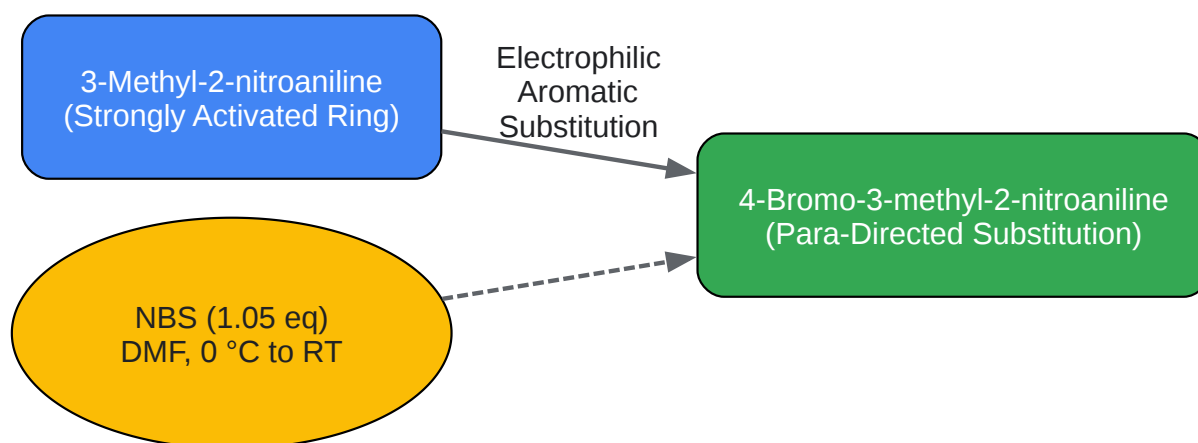 3-Methyl-2-nitroaniline
(Strongly Activated Ring)
Electrophilic
Aromatic
Substitution
4-Bromo-3-methyl-2-nitroaniline
(Para-Directed Substitution)
NBS (1.05 eq)
DMF, 0 °C to RT